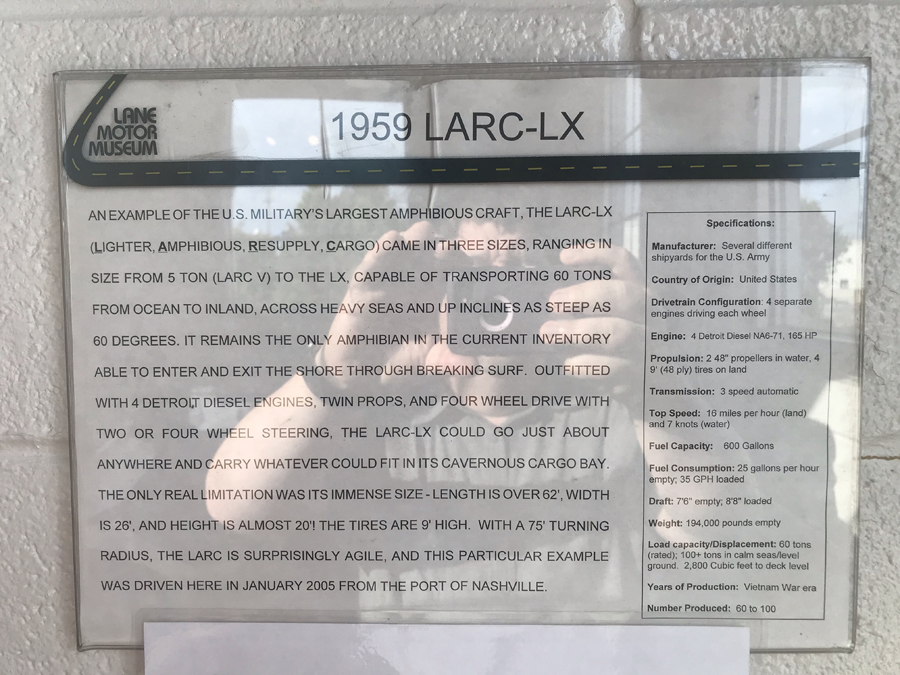 LANE
MOTOR
MUSEUM
1959 LARC-LX
AN EXAMPLE OF THE U.S. MILITARY'S LARGEST AMPHIBIOUS CRAFT, THE LARC-LX
(LIGHTER, AMPHIBIOUS, RESUPPLY, CARGO) CAME IN THREE SIZES, RANGING IN
SIZE FROM 5 TON (LARC V) TO THE LX, CAPABLE OF TRANSPORTING 60 TONS
FROM OCEAN TO INLAND, ACROSS HEAVY SEAS AND UP INCLINES AS STEEP AS
60 DEGREES. IT REMAINS THE ONLY AMPHIBIAN IN THE CURRENT INVENTORY
ABLE TO ENTER AND EXIT THE SHORE THROUGH BREAKING SURF. OUTFITTED
WITH 4 DETROIT DIESEL ENGINES, TWIN PROPS, AND FOUR WHEEL DRIVE WITH
TWO OR FOUR WHEEL STEERING, THE LARC-LX COULD GO JUST ABOUT
ANYWHERE AND CARRY WHATEVER COULD FIT IN ITS CAVERNOUS CARGO BAY.
THE ONLY REAL LIMITATION WAS ITS IMMENSE SIZE - LENGTH IS OVER 62', WIDTH
IS 26', AND HEIGHT IS ALMOST 20'! THE TIRES ARE 9' HIGH. WITH A 75' TURNING
RADIUS, THE LARC IS SURPRISINGLY AGILE, AND THIS PARTICULAR EXAMPLE
WAS DRIVEN HERE IN JANUARY 2005 FROM THE PORT OF NASHVILLE.
Specifications:
Manufacturer: Several different
shipyards for the U.S. Army
Country of Origin: United States
Drivetrain Configuration: 4 separate
engines driving each wheel
Engine: 4 Detroit Diesel NA6-71, 165 HP
Propulsion: 2 48" propellers in water, 4
9' (48 ply) tires on land
Transmission: 3 speed automatic
Top Speed: 16 miles per hour (land)
and 7 knots (water)
Fuel Capacity: 600 Gallons
Fuel Consumption: 25 gallons per hour
empty; 35 GPH loaded
Draft: 7'6" empty; 8'8" loaded
Weight: 194,000 pounds empty
Load capacity/Displacement: 60 tons
(rated); 100+ tons in calm seas/level
ground. 2,800 Cubic feet to deck level
Years of Production: Vietnam War era
Number Produced: 60 to 100